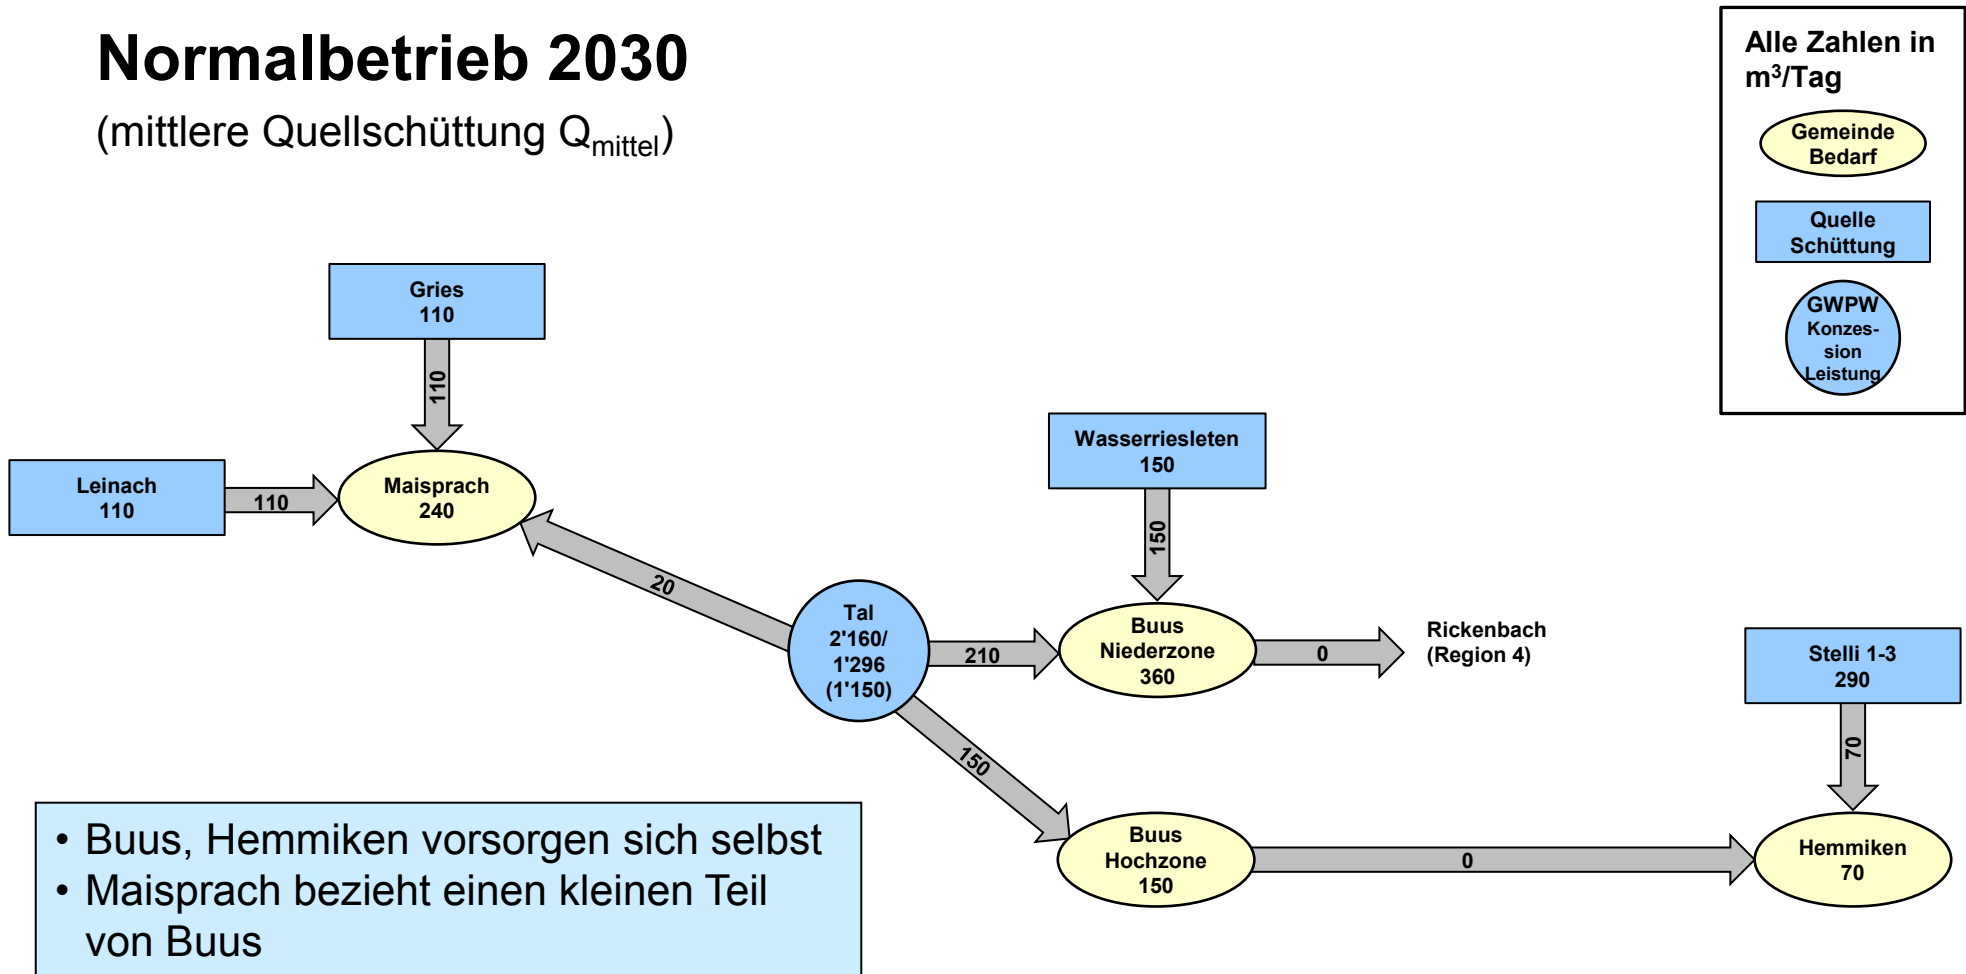 Normalbetrieb 2030
(mittlere Quellschüttung Qmittel)
Alle Zahlen in
m³/Tag
Gemeinde
Bedarf
Quelle
Schüttung
GWPW
Konzes-
sion
Leistung
Gries
110
110
Leinach
110
110
Maisprach
240
20
Wasserriesleten
150
150
Tal
2'160/
1'296
(1'150)
210
Buus
Niederzone
360
0
Rickenbach
(Region 4)
Stelli 1-3
290
70
150
Buus
Hochzone
150
0
Hemmiken
70
• Buus, Hemmiken vorsorgen sich selbst
• Maisprach bezieht einen kleinen Teil
von Buus